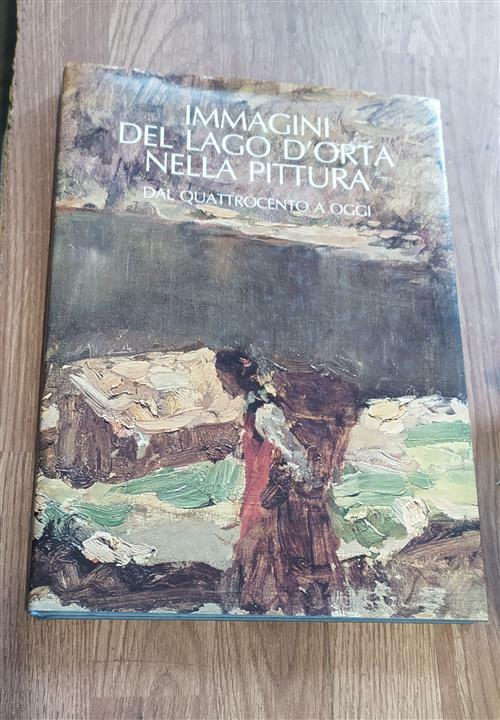 IMMAGINI
DEL LAGO D'ORTA
NELLA PITTURA
DAL QUATTROCENTO A OGGI